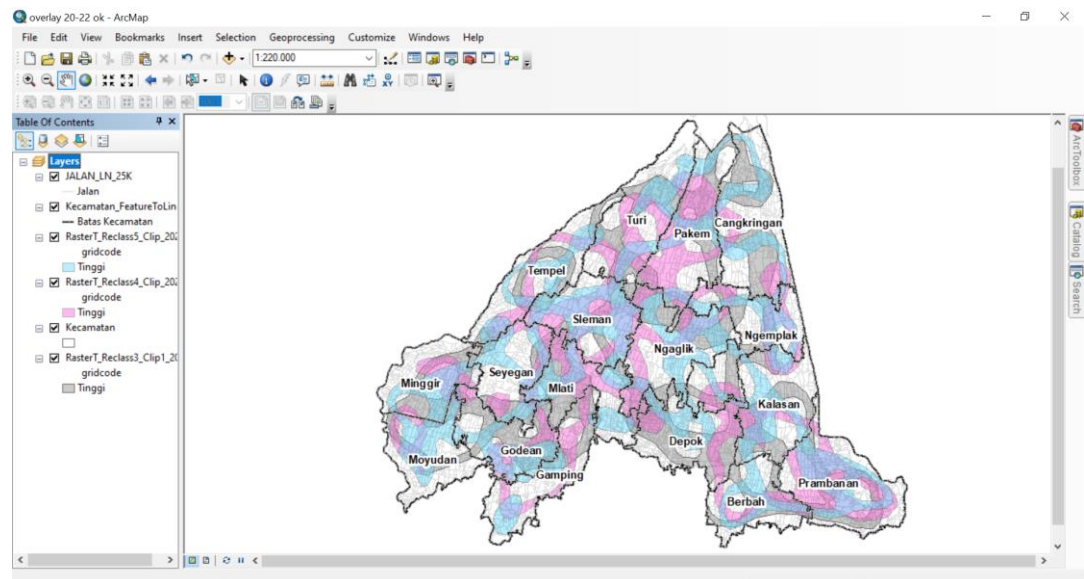 overlay 20-22 ok - ArcMap
File Edit View Bookmarks Insert Selection Geoprocessing Customize Windows Help
1:220.000
Table Of Contents
Layers
JALAN_LN_25K
Jalan
Kecamatan_FeatureToLin
Batas Kecamatan
RasterT_Reclass5_Clip_202
gridcode
Tinggi
RasterT_Reclass4_Clip_202
gridcode
Tinggi
Kecamatan
RasterT_Reclass3_Clip1_20
gridcode
Tinggi
Turi
Cangkringan
Pakem
Tempel
Sleman
Ngemplak
Ngaglik
Seyegan
Minggir
Mlati
Kalasan
Depok
Godean
Moyudan
Gamping
Prambanan
Berbah
ArcToolbox
Catalog
Search